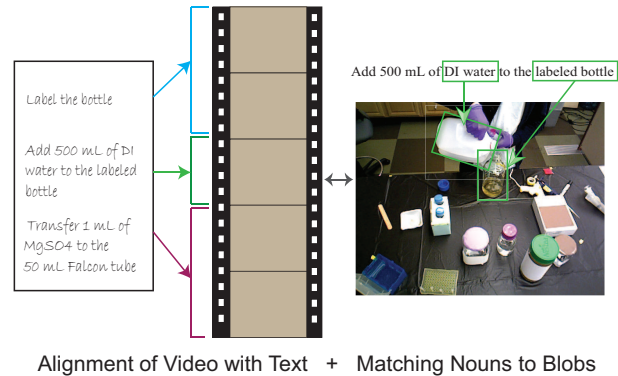 Label the bottle
Add 500 mL of DI
water to the labeled
bottle
Transfer 1 mL of
MgSO4 to the
50 mL Falcon tube
Add 500 mL of DI water to the labeled bottle
Alignment of Video with Text + Matching Nouns to Blobs